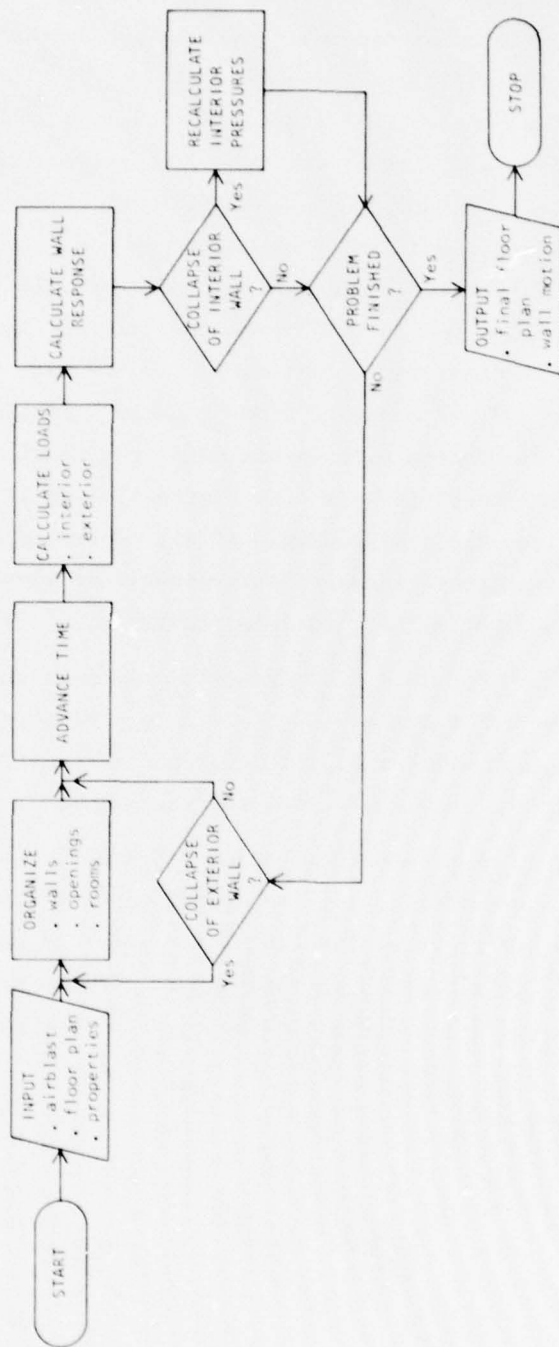 START
INPUT
• airblast
• floor plan
• properties
ORGANIZE
• walls
• openings
• rooms
ADVANCE TIME
CALCULATE LOADS
• interior
• exterior
CALCULATE WALL
RESPONSE
COLLAPSE
OF INTERIOR
WALL
?
Yes
No
RECALCULATE
INTERIOR
PRESSURES
PROBLEM
FINISHED
?
No
Yes
COLLAPSE
OF EXTERIOR
WALL
?
Yes
No
OUTPUT
• final floor
plan
• wall motion
STOP